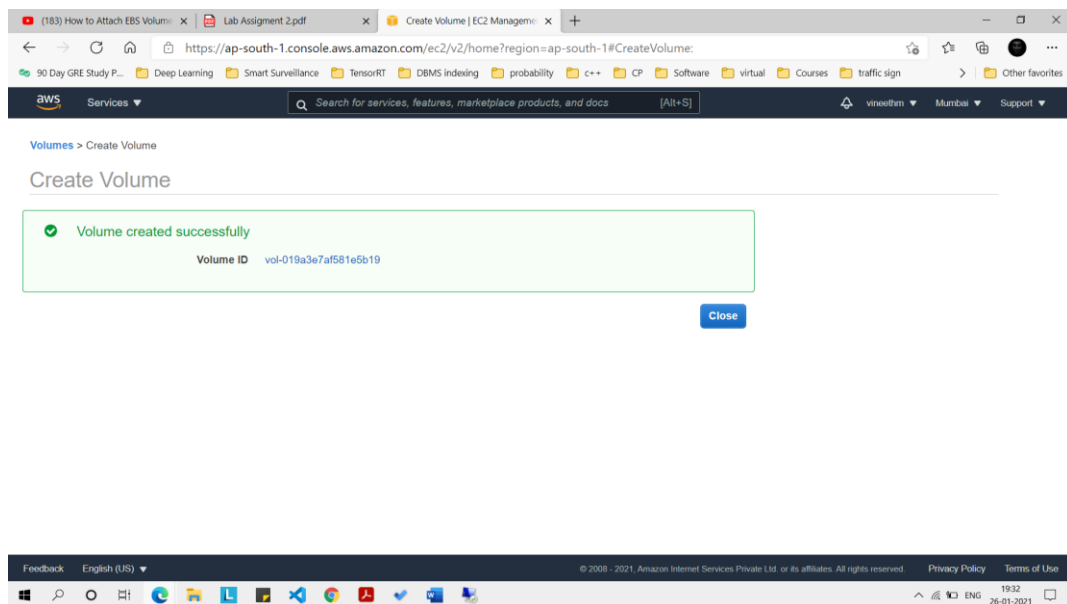 (183) How to Attach EBS Volume
Lab Assigment 2.pdf
Create Volume | EC2 Manageme
https://ap-south-1.console.aws.amazon.com/ec2/v2/home?region=ap-south-1#CreateVolume:
90 Day GRE Study P... Deep Learning Smart Surveillance TensorRT DBMS indexing probability c++ CP Software virtual Courses traffic sign Other favorites
aws Services Search for services, features, marketplace products, and docs [Alt+S] vineethm Mumbai Support
Volumes > Create Volume
Create Volume
Volume created successfully
Volume ID vol-019a3e7af581e5b19
Close
Feedback English (US) © 2008 - 2021, Amazon Internet Services Private Ltd. or its affiliates. All rights reserved. Privacy Policy Terms of Use
ENG 1932
26-01-2021